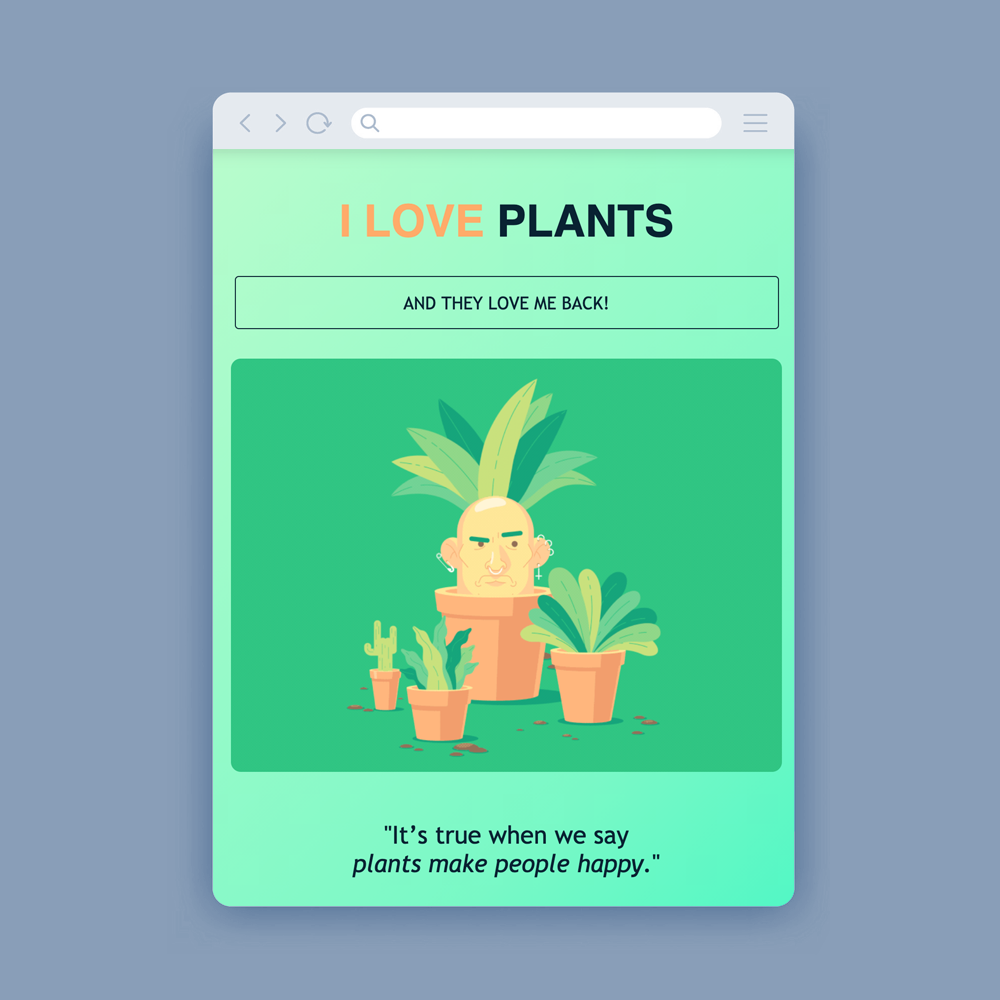 I LOVE PLANTS
AND THEY LOVE ME BACK!
"It’s true when we say
plants make people happy."